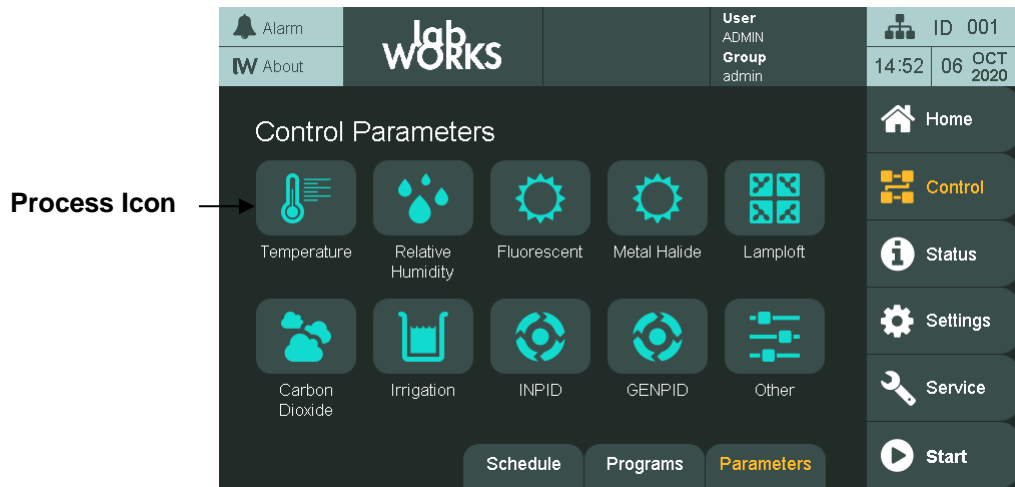 Alarm
IW About
lab
WORKS
User
ADMIN
Group
admin
ID 001
14:52 06 OCT 2020
Control Parameters
Process Icon
Temperature
Relative
Humidity
Fluorescent
Metal Halide
Lamploft
Carbon
Dioxide
Irrigation
INPID
GENPID
Other
Schedule
Programs
Parameters
Home
Control
Status
Settings
Service
Start